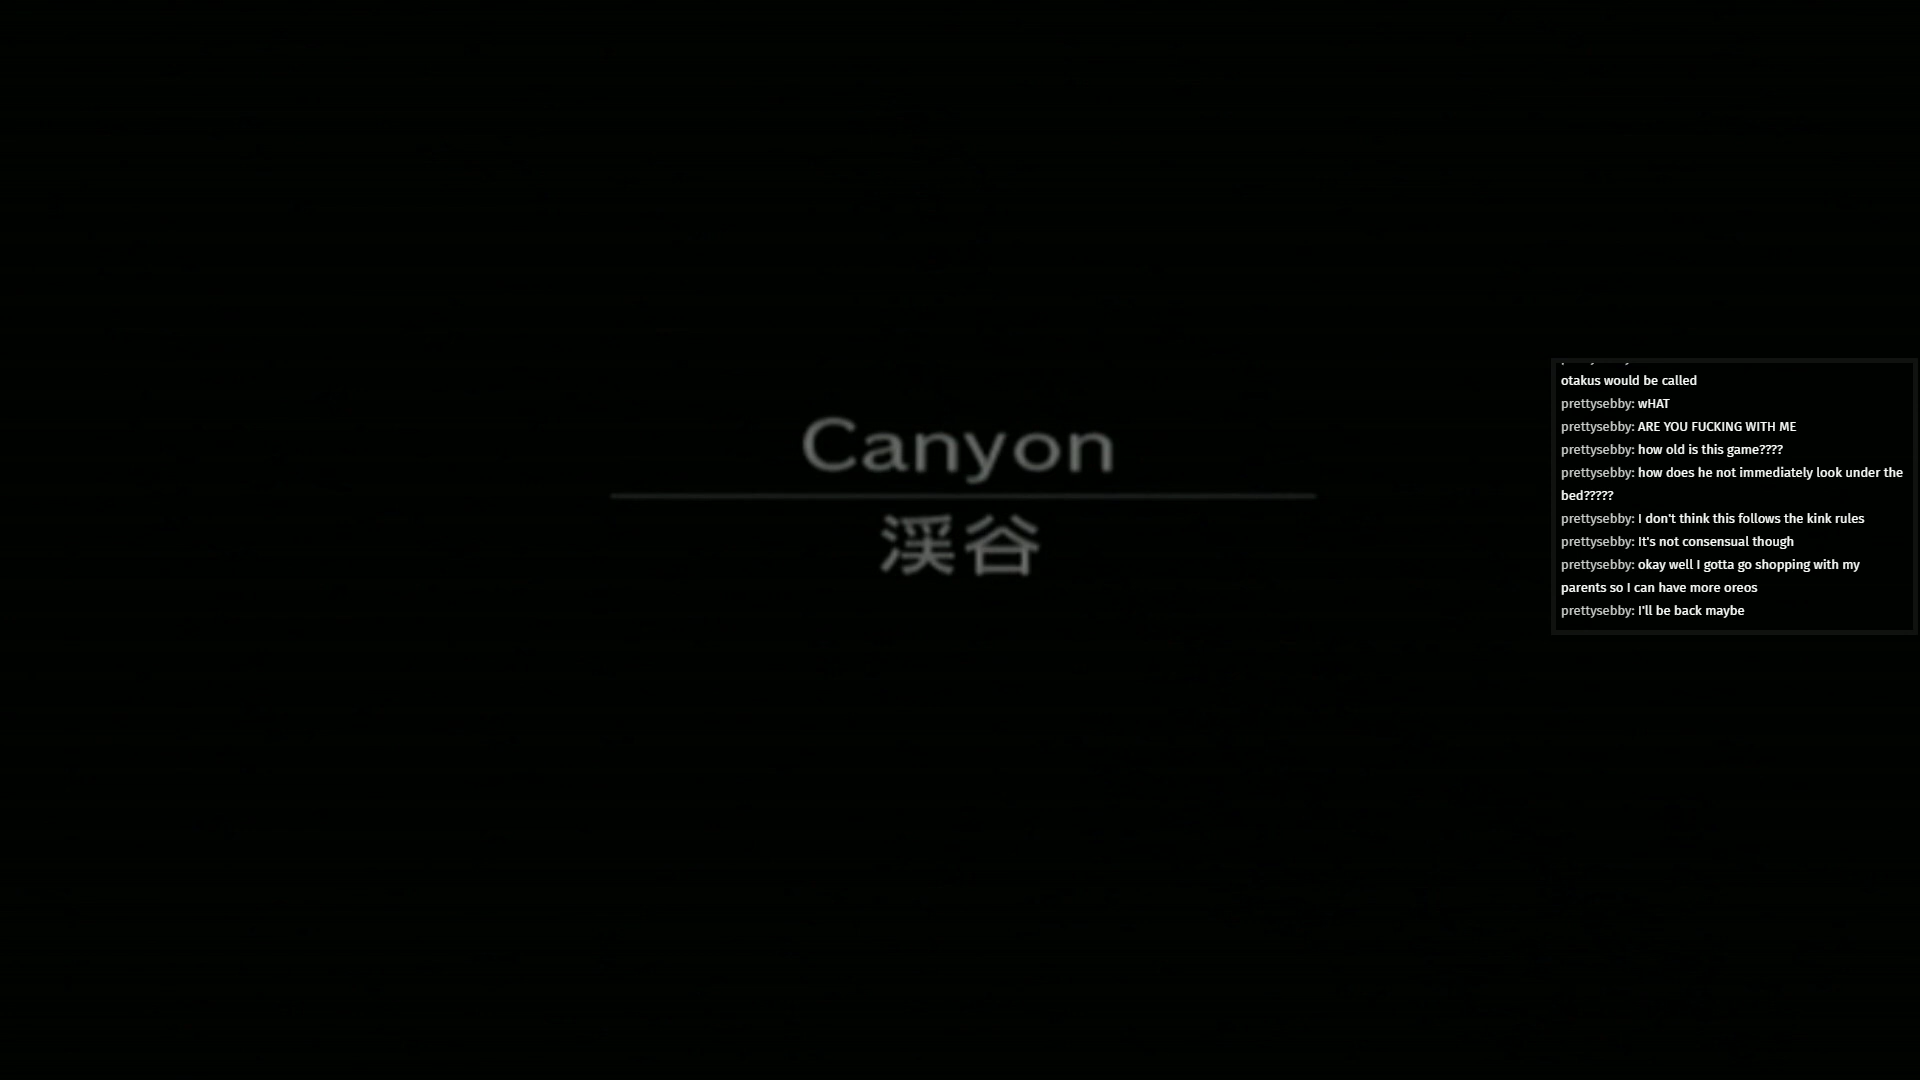 Canyon
渓谷
otakus would be called
prettysebby: wHAT
prettysebby: ARE YOU FUCKING WITH ME
prettysebby: how old is this game????
prettysebby: how does he not immediately look under the
bed?????
prettysebby: I don't think this follows the kink rules
prettysebby: It's not consensual though
prettysebby: okay well I gotta go shopping with my
parents so I can have more oreos
prettysebby: I'll be back maybe